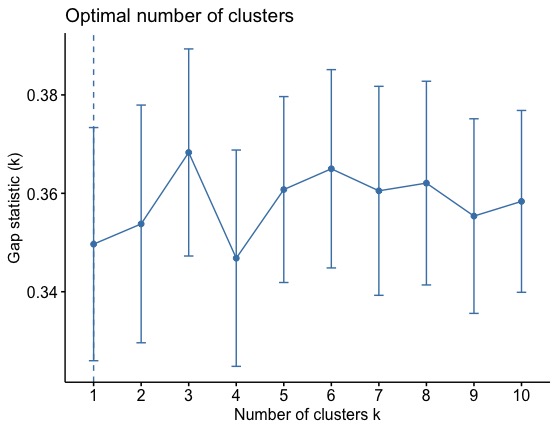 Optimal number of clusters
Gap statistic (k)
0.38
0.36
0.34
1 2 3 4 5 6 7 8 9 10
Number of clusters k